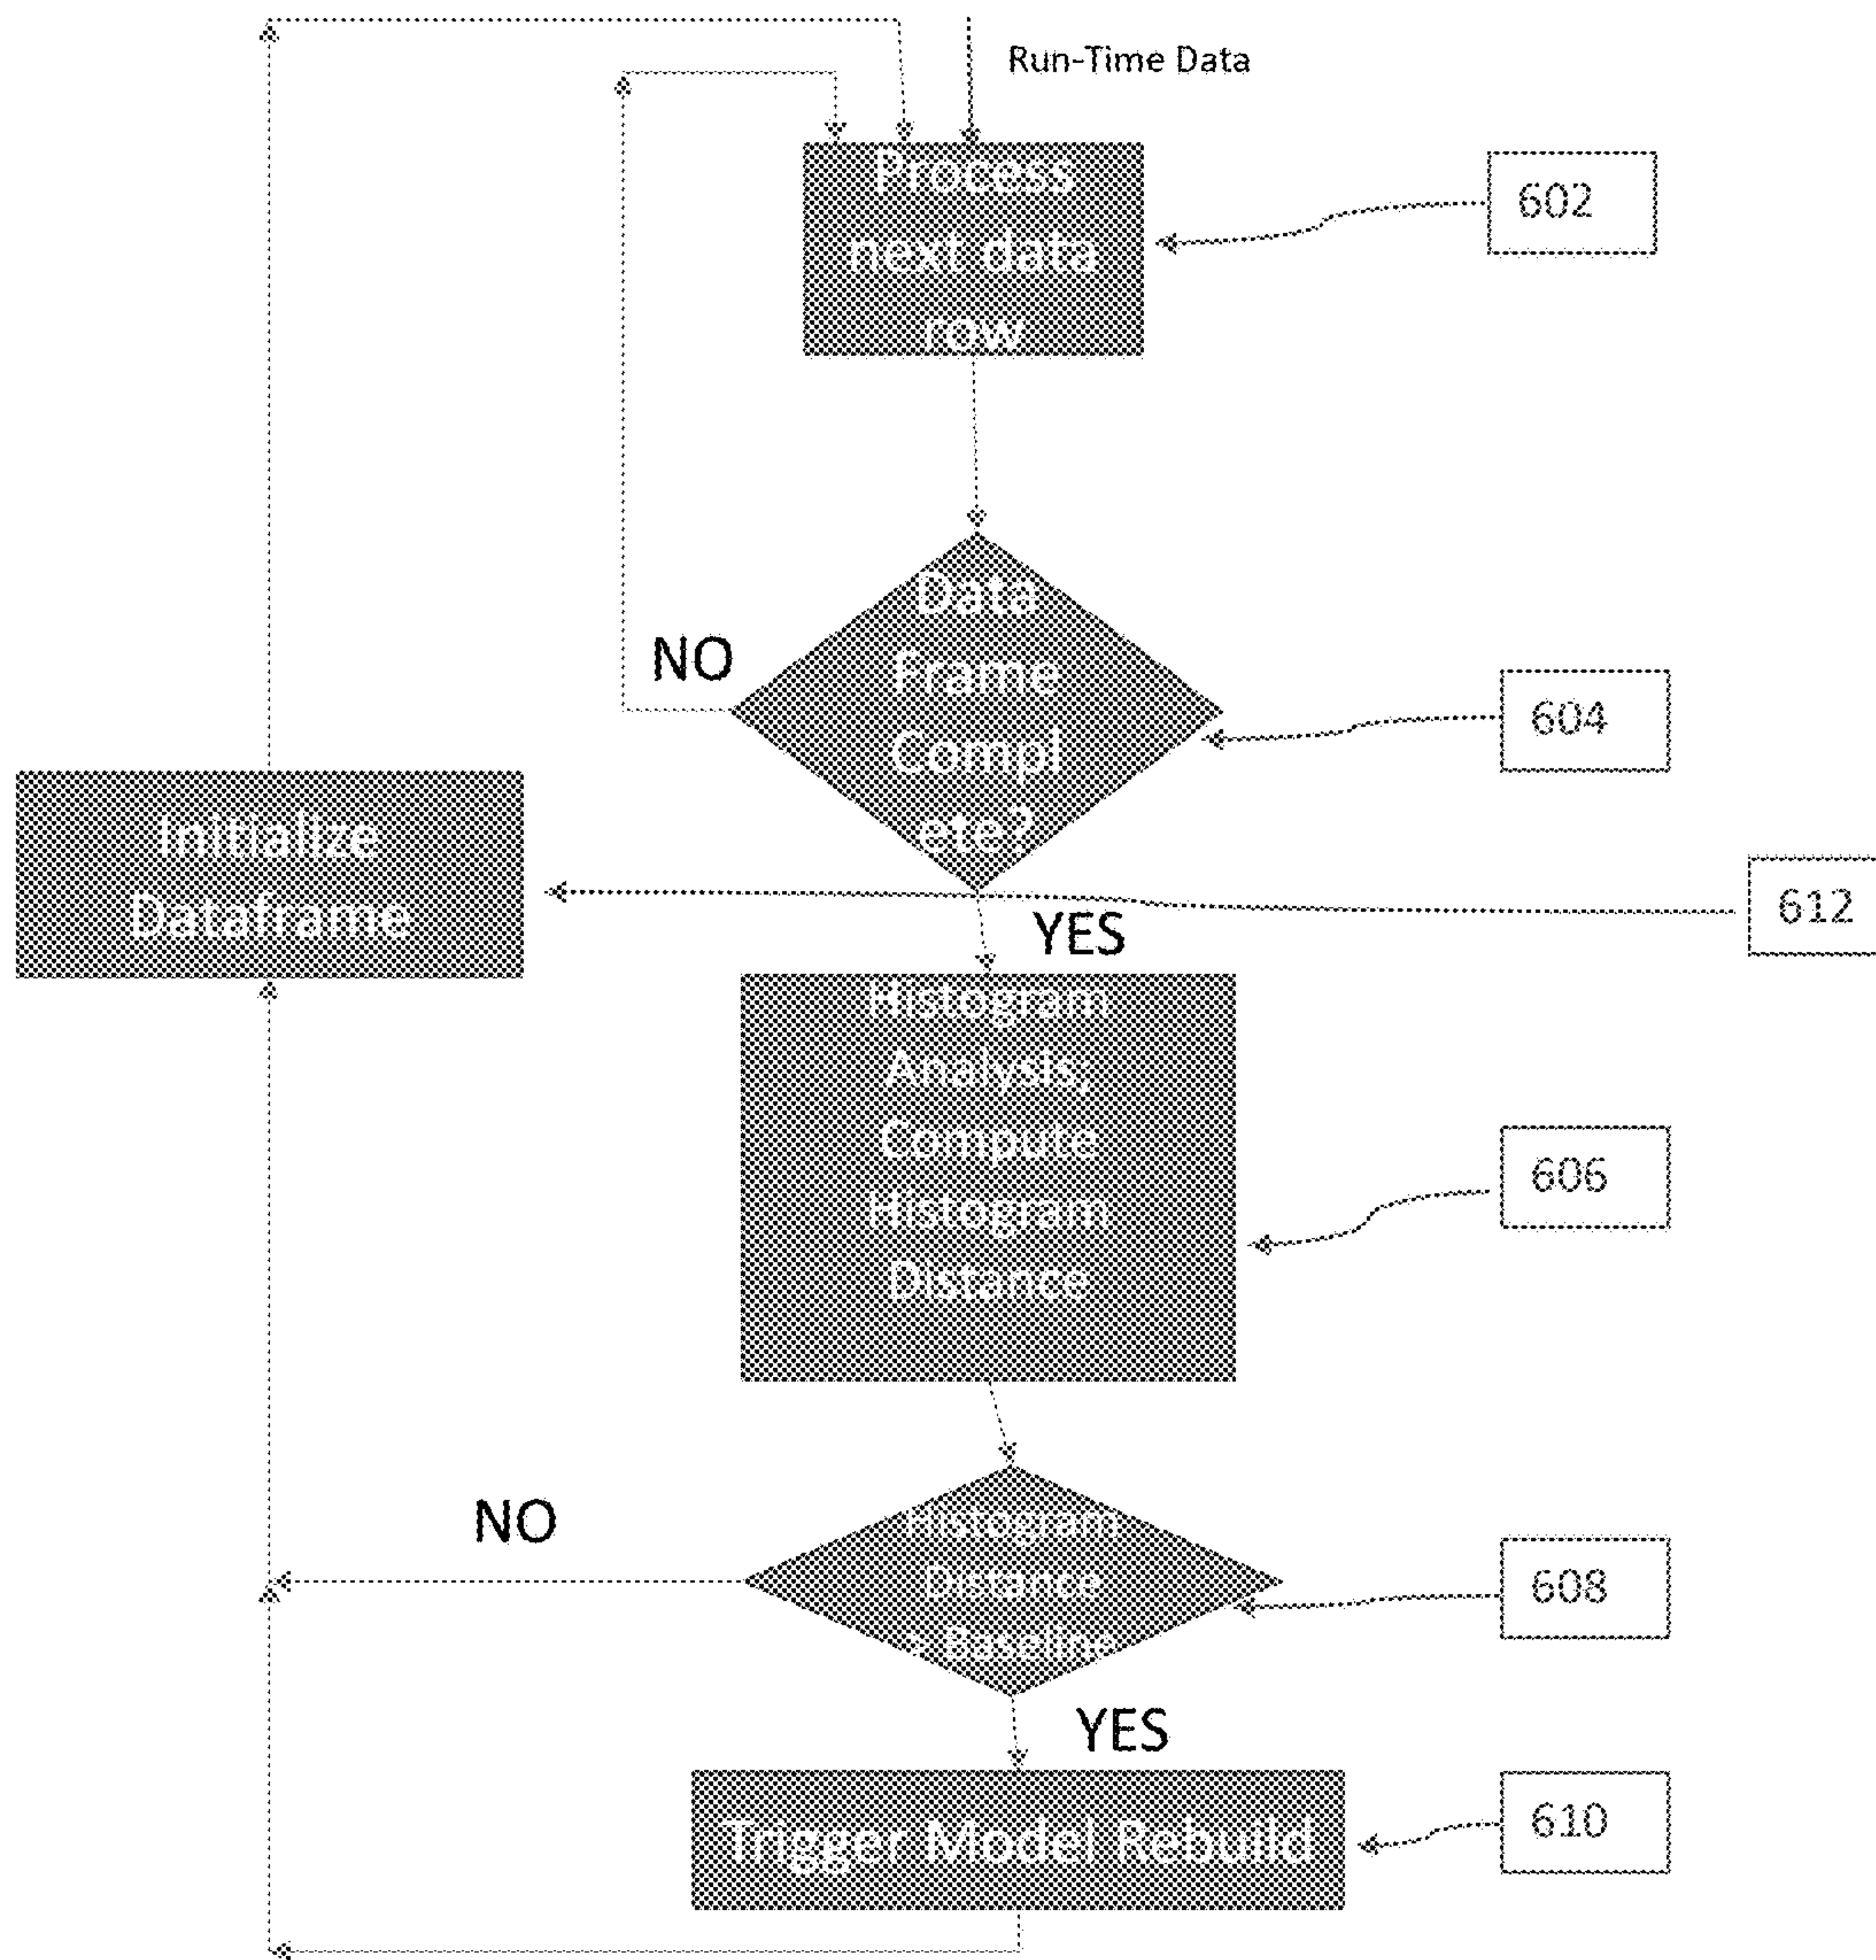 Run-Time Data
Process
next data
row
602
Data
Frame
Compl
ete?
NO
604
Initialize
Dataframe
612
YES
Histogram
Analysis;
Compute
Histogram
Distance
606
Histogram
Distance
> Baseline
NO
608
YES
Trigger Model Rebuild
610